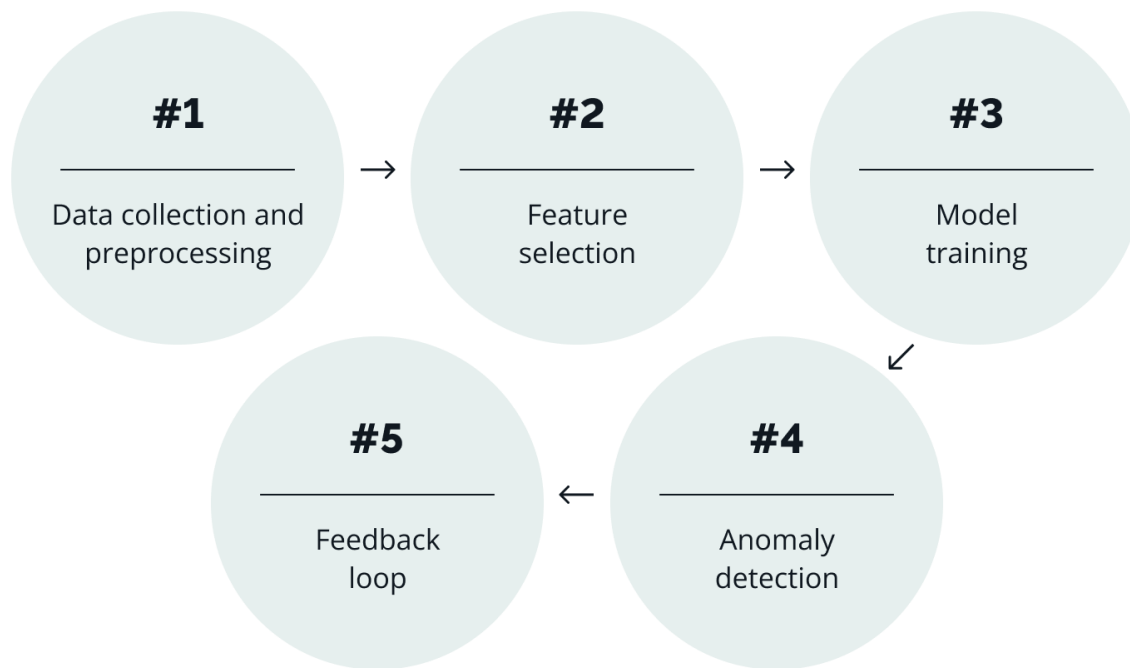 #1
Data collection and
preprocessing
#2
Feature
selection
#3
Model
training
#4
Anomaly
detection
#5
Feedback
loop